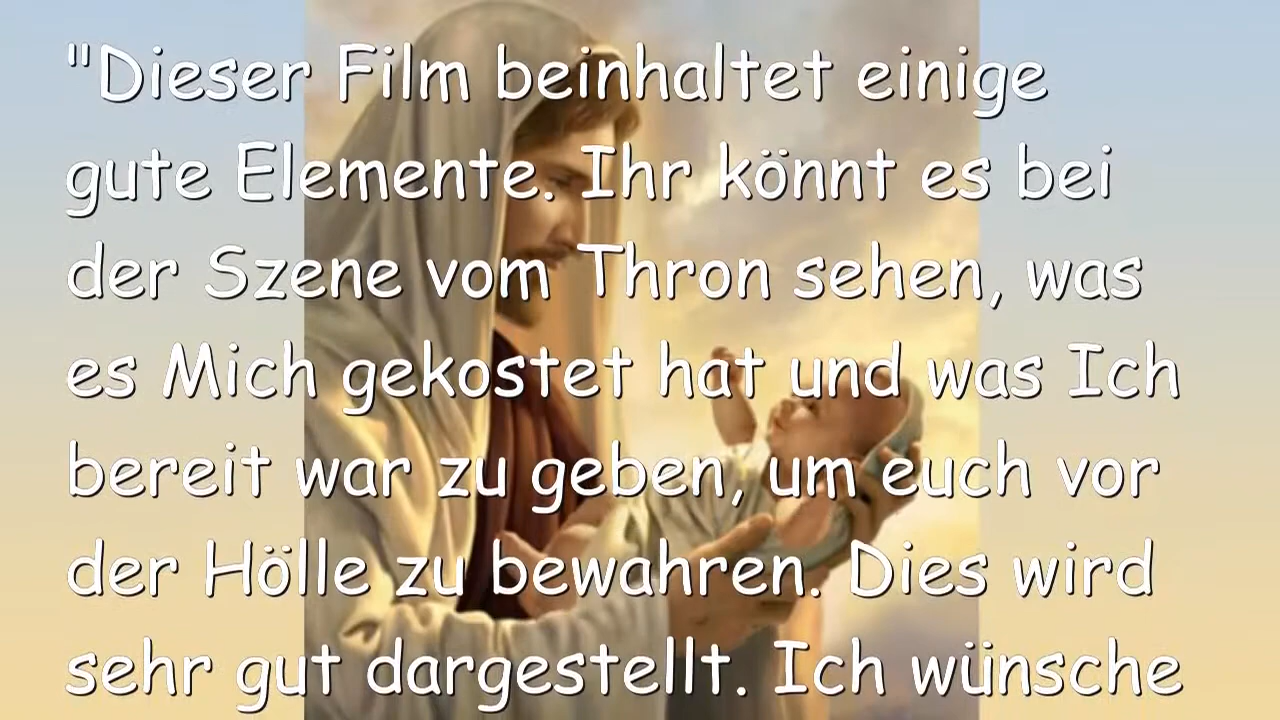 "Dieser Film beinhaltet einige
gute Elemente. Ihr könnt es bei
der Szene vom Thron sehen, was
es Mich gekostet hat und was Ich
bereit war zu geben, um euch vor
der Hölle zu bewahren. Dies wird
sehr gut dargestellt. Ich wünsche